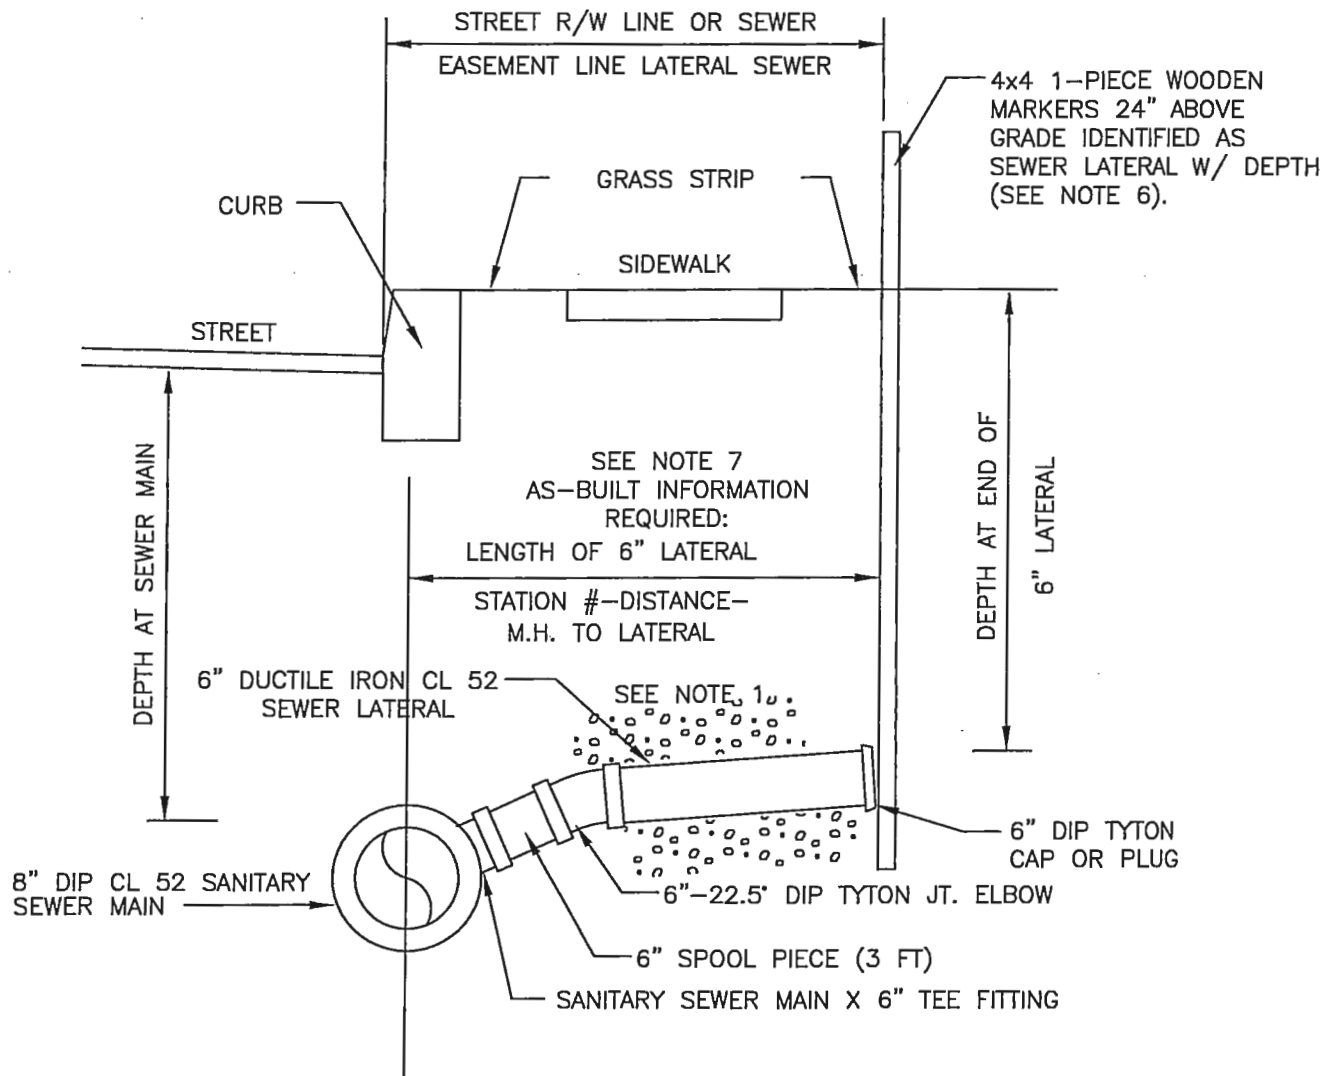 STREET R/W LINE OR SEWER
EASEMENT LINE LATERAL SEWER
4x4 1-PIECE WOODEN
MARKERS 24" ABOVE
GRADE IDENTIFIED AS
SEWER LATERAL W/ DEPTH
(SEE NOTE 6).
GRASS STRIP
CURB
SIDEWALK
STREET
DEPTH AT SEWER MAIN
SEE NOTE 7
AS-BUILT INFORMATION
REQUIRED:
LENGTH OF 6" LATERAL
STATION #-DISTANCE-
M.H. TO LATERAL
DEPTH AT END OF
6" LATERAL
6" DUCTILE IRON CL 52
SEWER LATERAL
SEE NOTE 1
6" DIP TYTON
CAP OR PLUG
8" DIP CL 52 SANITARY
SEWER MAIN
6"-22.5° DIP TYTON JT. ELBOW
6" SPOOL PIECE (3 FT)
SANITARY SEWER MAIN X 6" TEE FITTING